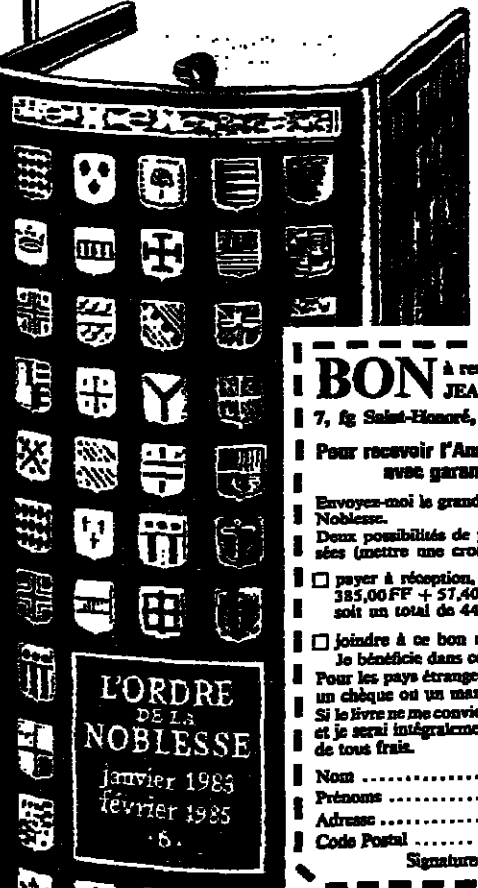 L'ORDRE
DE LA
NOBLESSE
janvier 1983
février 1985
·6·
BON à
JEA
7, fg Saint-Honoré,
Pour recevoir l'An
avec garan
Envoyez-moi le grand
Noblesse.
Deux possibilités de
sées (mettre une croi
□ payer à réception,
385,00 FF + 57,40
soit un total de 44
□ joindre à ce bon
Je bénéficie dans ce
Pour les pays étrange
un chèque ou un man
Si le livre ne me convie
et je serai intégraleme
de tous frais.
Nom ...............
Prénoms ...........
Adresse ............
Code Postal .......
Signature